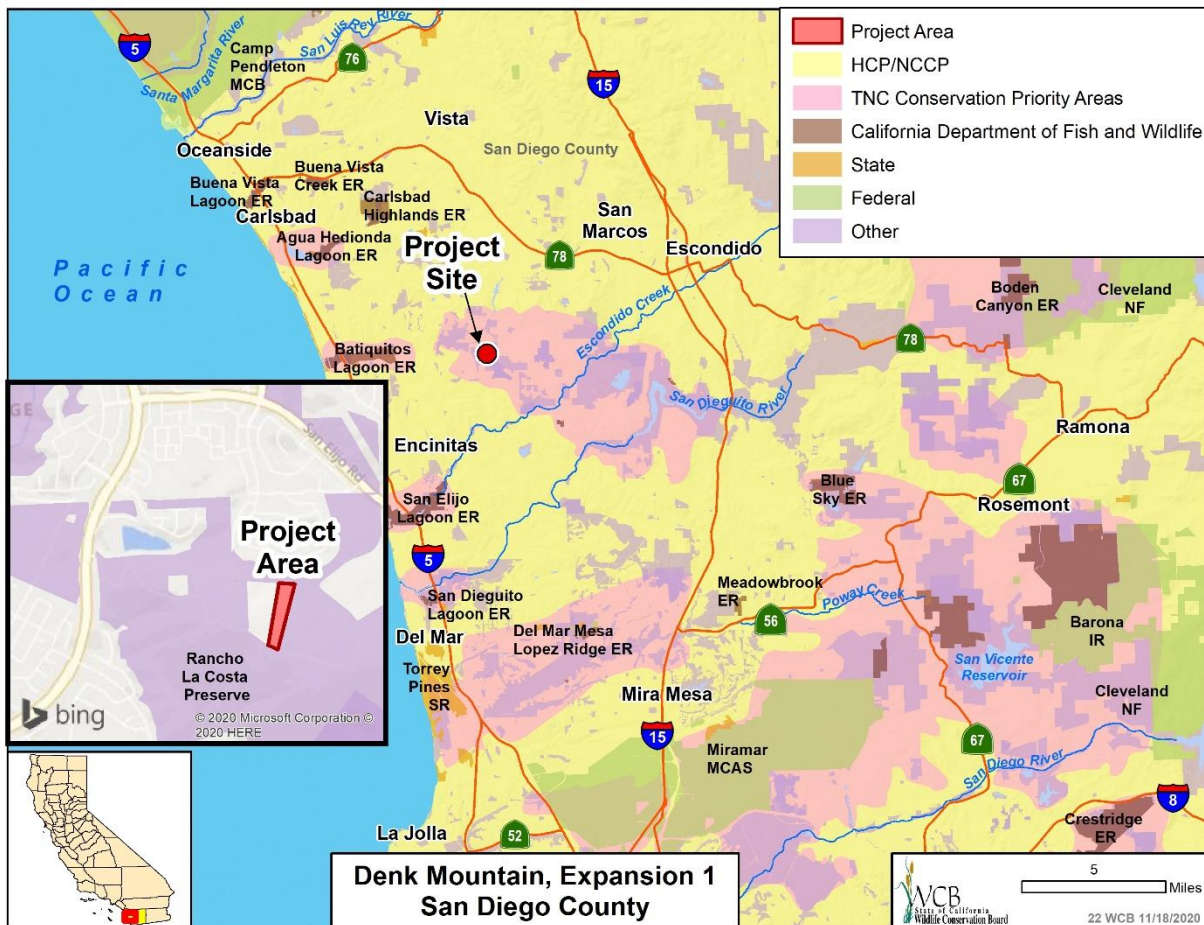 5
San Luis Rey River
15
Camp
Pendleton
MCB
76
Santa Margarita River
Vista
San Diego County
Oceanside
Buena Vista
Creek ER
Buena Vista
Lagoon ER
Carlsbad
Highlands ER
Carlsbad
San
Marcos
Agua Hedionda
Lagoon ER
Project
Site
78
Escondido
Pacific
Ocean
Escondido Creek
Boden
Canyon ER
Cleveland
NF
Batiquitos
Lagoon ER
78
San Dieguito River
Encinitas
Ramona
67
Blue
Sky ER
Rosemont
San Elijo
Lagoon ER
5
Meadowbrook
ER
Poway Creek
56
San Dieguito
Lagoon ER
Del Mar Mesa
Lopez Ridge ER
Barona
IR
Del Mar
Torrey
Pines
SR
San Vicente
Reservoir
Mira Mesa
Cleveland
NF
15
Miramar
MCAS
67
San Diego River
8
La Jolla
52
Crestridge
ER
Project Area
HCP/NCCP
TNC Conservation Priority Areas
California Department of Fish and Wildlife
State
Federal
Other
GE
San Elijo Rd
Project
Area
Rancho
La Costa
Preserve
bing
© 2020 Microsoft Corporation ©
2020 HERE
Denk Mountain, Expansion 1
San Diego County
WCB
State of California
Wildlife Conservation Board
5
Miles
22 WCB 11/18/2020